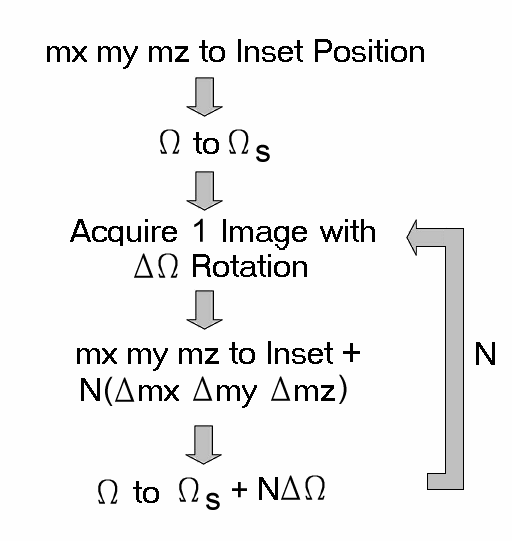 mx my mz to Inset Position
Ω to Ωs
Acquire 1 Image with
ΔΩ Rotation
mx my mz to Inset +
N(Δmx Δmy Δmz)
N
Ω to Ωs + NΔΩ